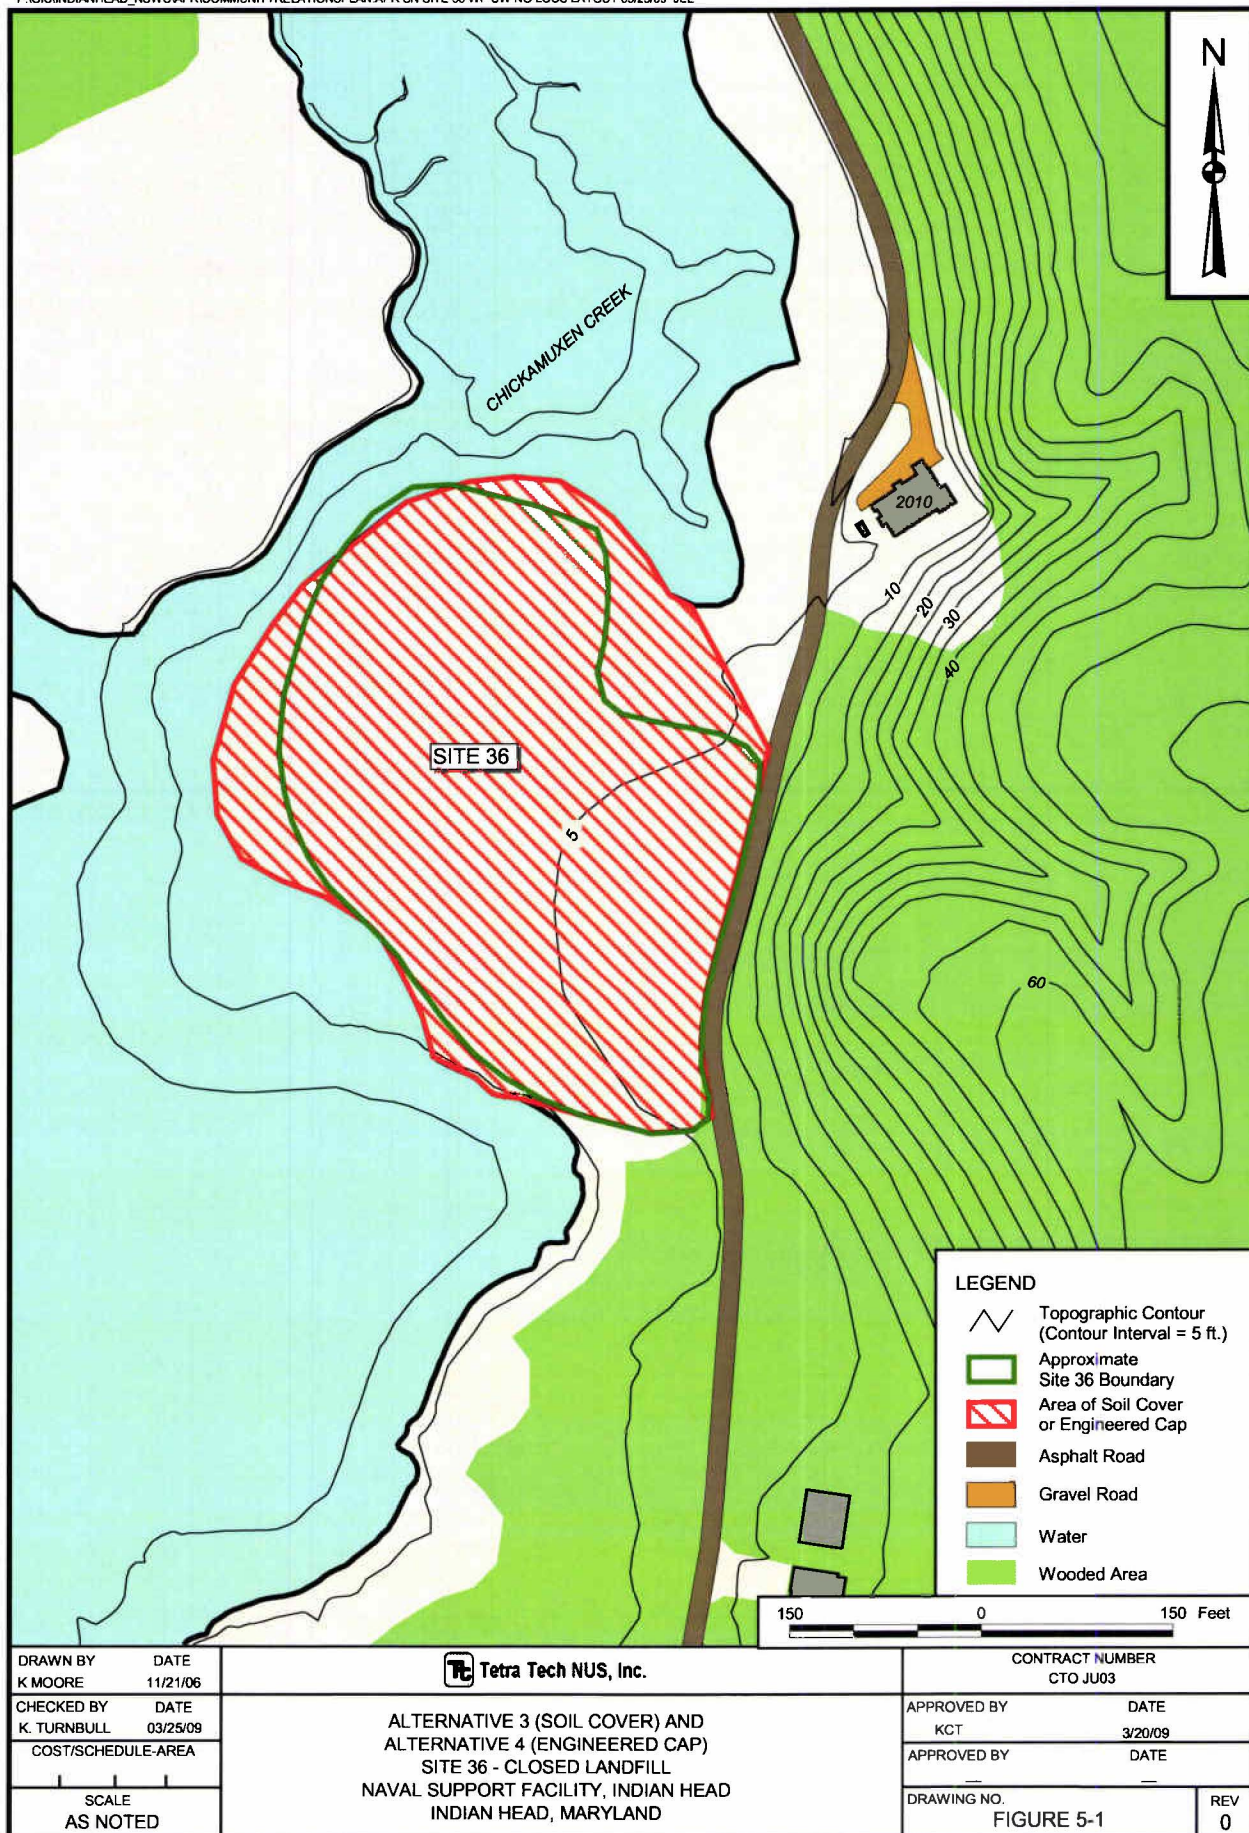 N
CHICKAMUXEN CREEK
2010
10
20
30
40
SITE 36
5
60
LEGEND
Topographic Contour
(Contour Interval = 5 ft.)
Approximate
Site 36 Boundary
Area of Soil Cover
or Engineered Cap
Asphalt Road
Gravel Road
Water
Wooded Area
150 0 150 Feet
DRAWN BY DATE
K MOORE 11/21/06
CHECKED BY DATE
K. TURNBULL 03/25/09
COST/SCHEDULE-AREA
SCALE
AS NOTED
Tetra Tech NUS, Inc.
ALTERNATIVE 3 (SOIL COVER) AND
ALTERNATIVE 4 (ENGINEERED CAP)
SITE 36 - CLOSED LANDFILL
NAVAL SUPPORT FACILITY, INDIAN HEAD
INDIAN HEAD, MARYLAND
CONTRACT NUMBER
CTO JU03
APPROVED BY DATE
KCT 3/20/09
APPROVED BY DATE
— —
DRAWING NO.
FIGURE 5-1
REV
0